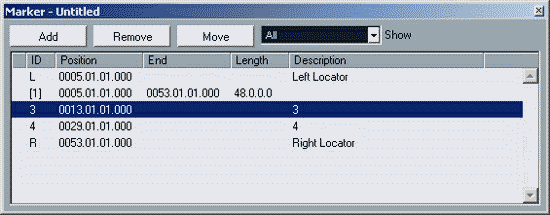 Marker - Untitled
Add Remove Move All Show
ID Position End Length Description
L 0005.01.01.000 Left Locator
[1] 0005.01.01.000 0053.01.01.000 48.0.0.0
3 0013.01.01.000 3
4 0029.01.01.000 4
R 0053.01.01.000 Right Locator